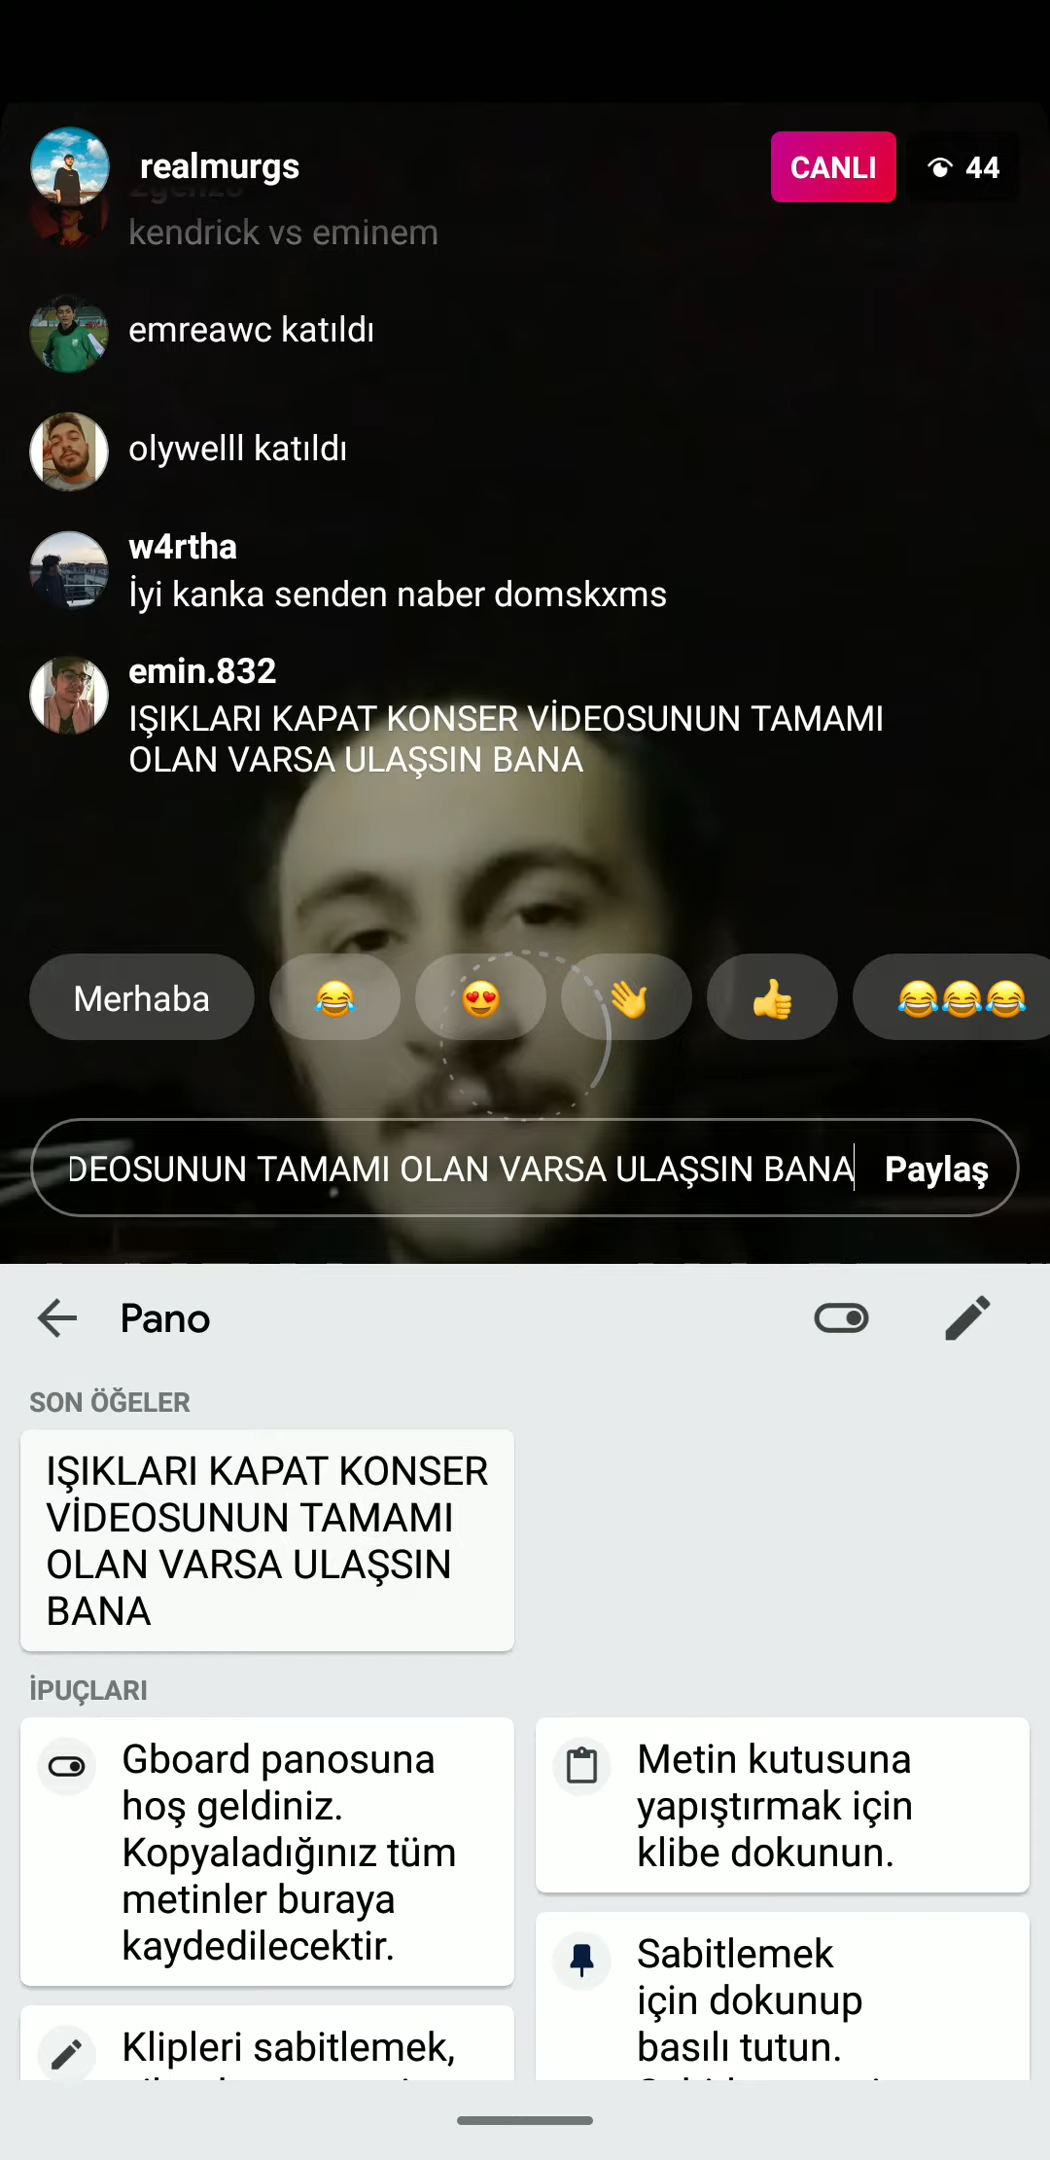 realmurgs
CANLI
44
kendrick vs eminem
emreawc katıldı
olywelll katıldı
w4rtha
İyi kanka senden naber domskxms
emin.832
IŞIKLARI KAPAT KONSER VİDEOSUNUN TAMAMI
OLAN VARSA ULAŞSIN BANA
Merhaba
DEOSUNUN TAMAMI OLAN VARSA ULAŞSIN BANA
Paylaş
Pano
SON ÖĞELER
IŞIKLARI KAPAT KONSER
VİDEOSUNUN TAMAMI
OLAN VARSA ULAŞSIN
BANA
İPUÇLARI
Gboard panosuna
hoş geldiniz.
Kopyaladığınız tüm
metinler buraya
kaydedilecektir.
Metin kutusuna
yapıştırmak için
klibe dokunun.
Klipleri sabitlemek,
Sabitlemek
için dokunup
basılı tutun.